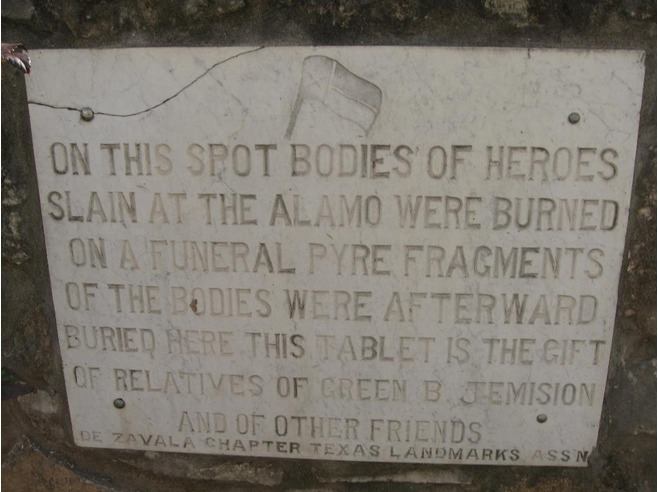 ON THIS SPOT BODIES OF HEROES
SLAIN AT THE ALAMO WERE BURNED
ON A FUNERAL PYRE FRAGMENTS
OF THE BODIES WERE AFTERWARD
BURIED HERE THIS TABLET IS THE GIFT
OF RELATIVES OF GREEN B. JEMISION
AND OF OTHER FRIENDS
DE ZAVALA CHAPTER TEXAS LANDMARKS ASS'N